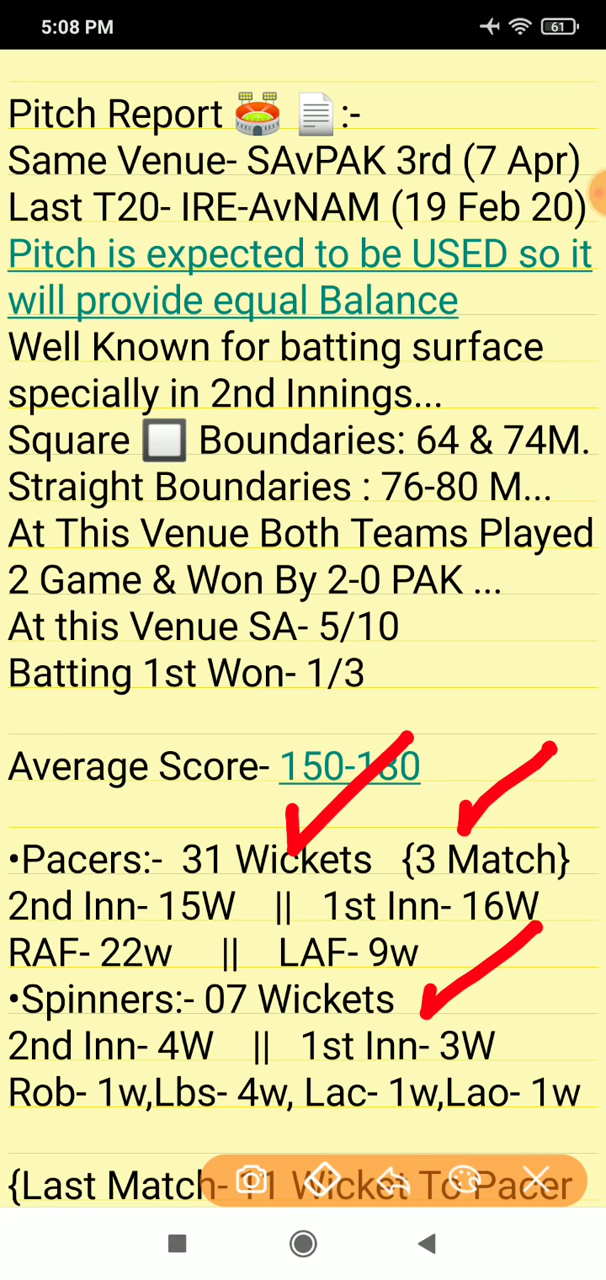 5:08 PM
61
Pitch Report 🏟 📄 :-
Same Venue- SAvPAK 3rd (7 Apr)
Last T20- IRE-AvNAM (19 Feb 20)
Pitch is expected to be USED so it
will provide equal Balance
Well Known for batting surface
specially in 2nd Innings...
Square 🔲 Boundaries: 64 & 74M.
Straight Boundaries : 76-80 M...
At This Venue Both Teams Played
2 Game & Won By 2-0 PAK ...
At this Venue SA- 5/10
Batting 1st Won- 1/3
Average Score- 150-180
•Pacers:- 31 Wickets {3 Match}
2nd Inn- 15W || 1st Inn- 16W
RAF- 22w || LAF- 9w
•Spinners:- 07 Wickets
2nd Inn- 4W || 1st Inn- 3W
Rob- 1w,Lbs- 4w, Lac- 1w,Lao- 1w
{Last Match- 11 Wicket To Pacer